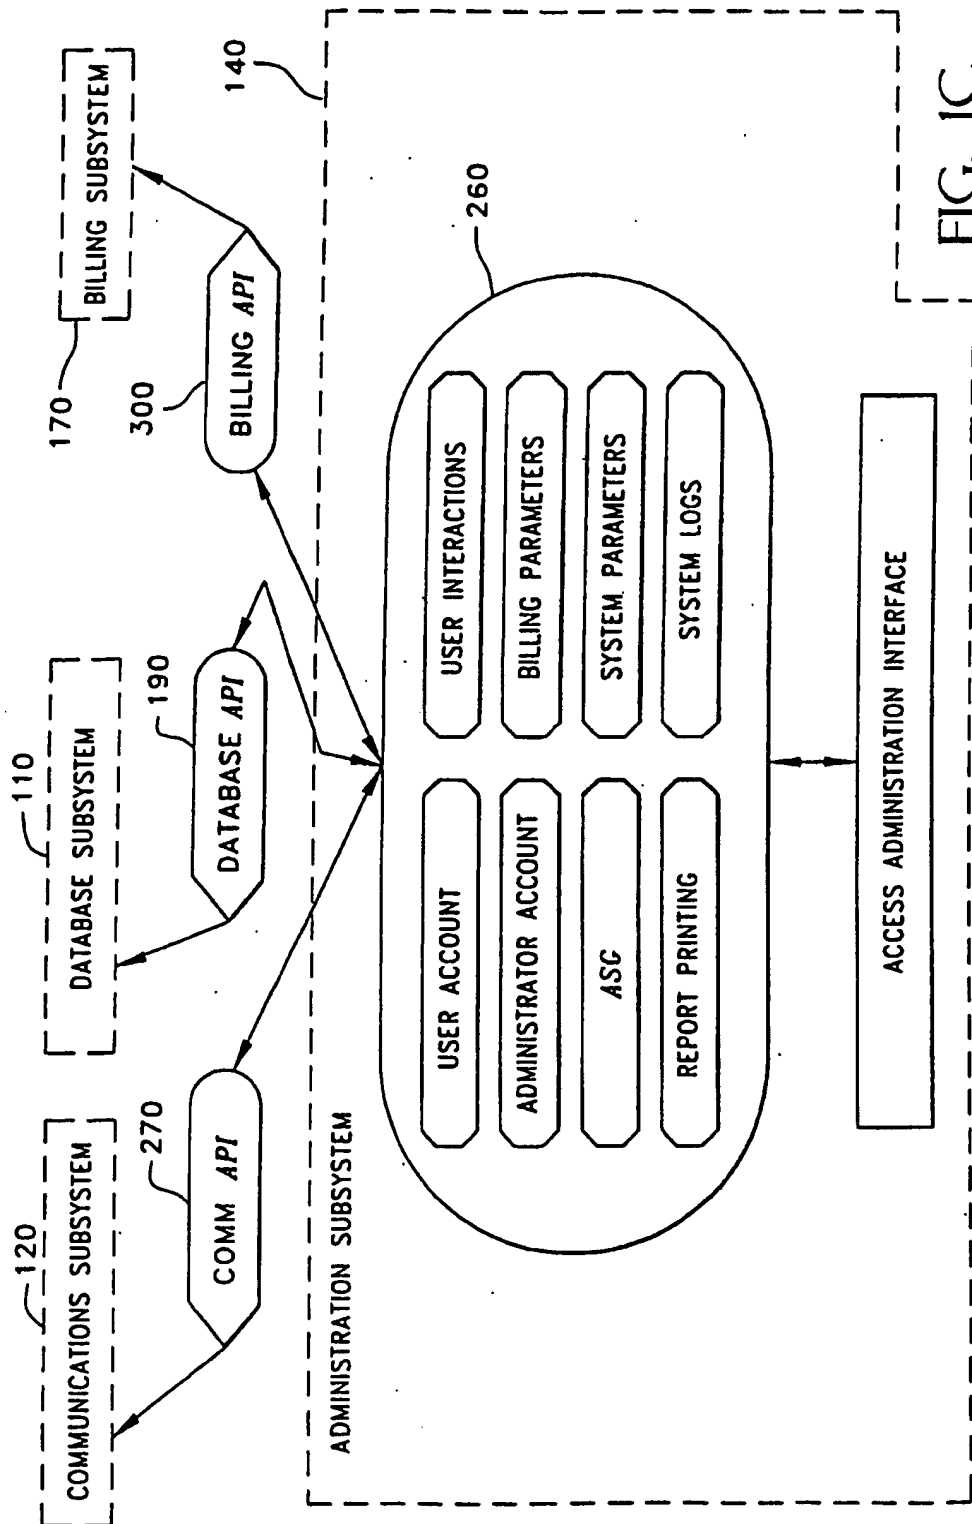 120
COMMUNICATIONS SUBSYSTEM
110
DATABASE SUBSYSTEM
170
BILLING SUBSYSTEM
270
COMM API
190
DATABASE API
300
BILLING API
140
ADMINISTRATION SUBSYSTEM
260
USER ACCOUNT
USER INTERACTIONS
ADMINISTRATOR ACCOUNT
BILLING PARAMETERS
ASG
SYSTEM PARAMETERS
REPORT PRINTING
SYSTEM LOGS
ACCESS ADMINISTRATION INTERFACE
FIG. 1C